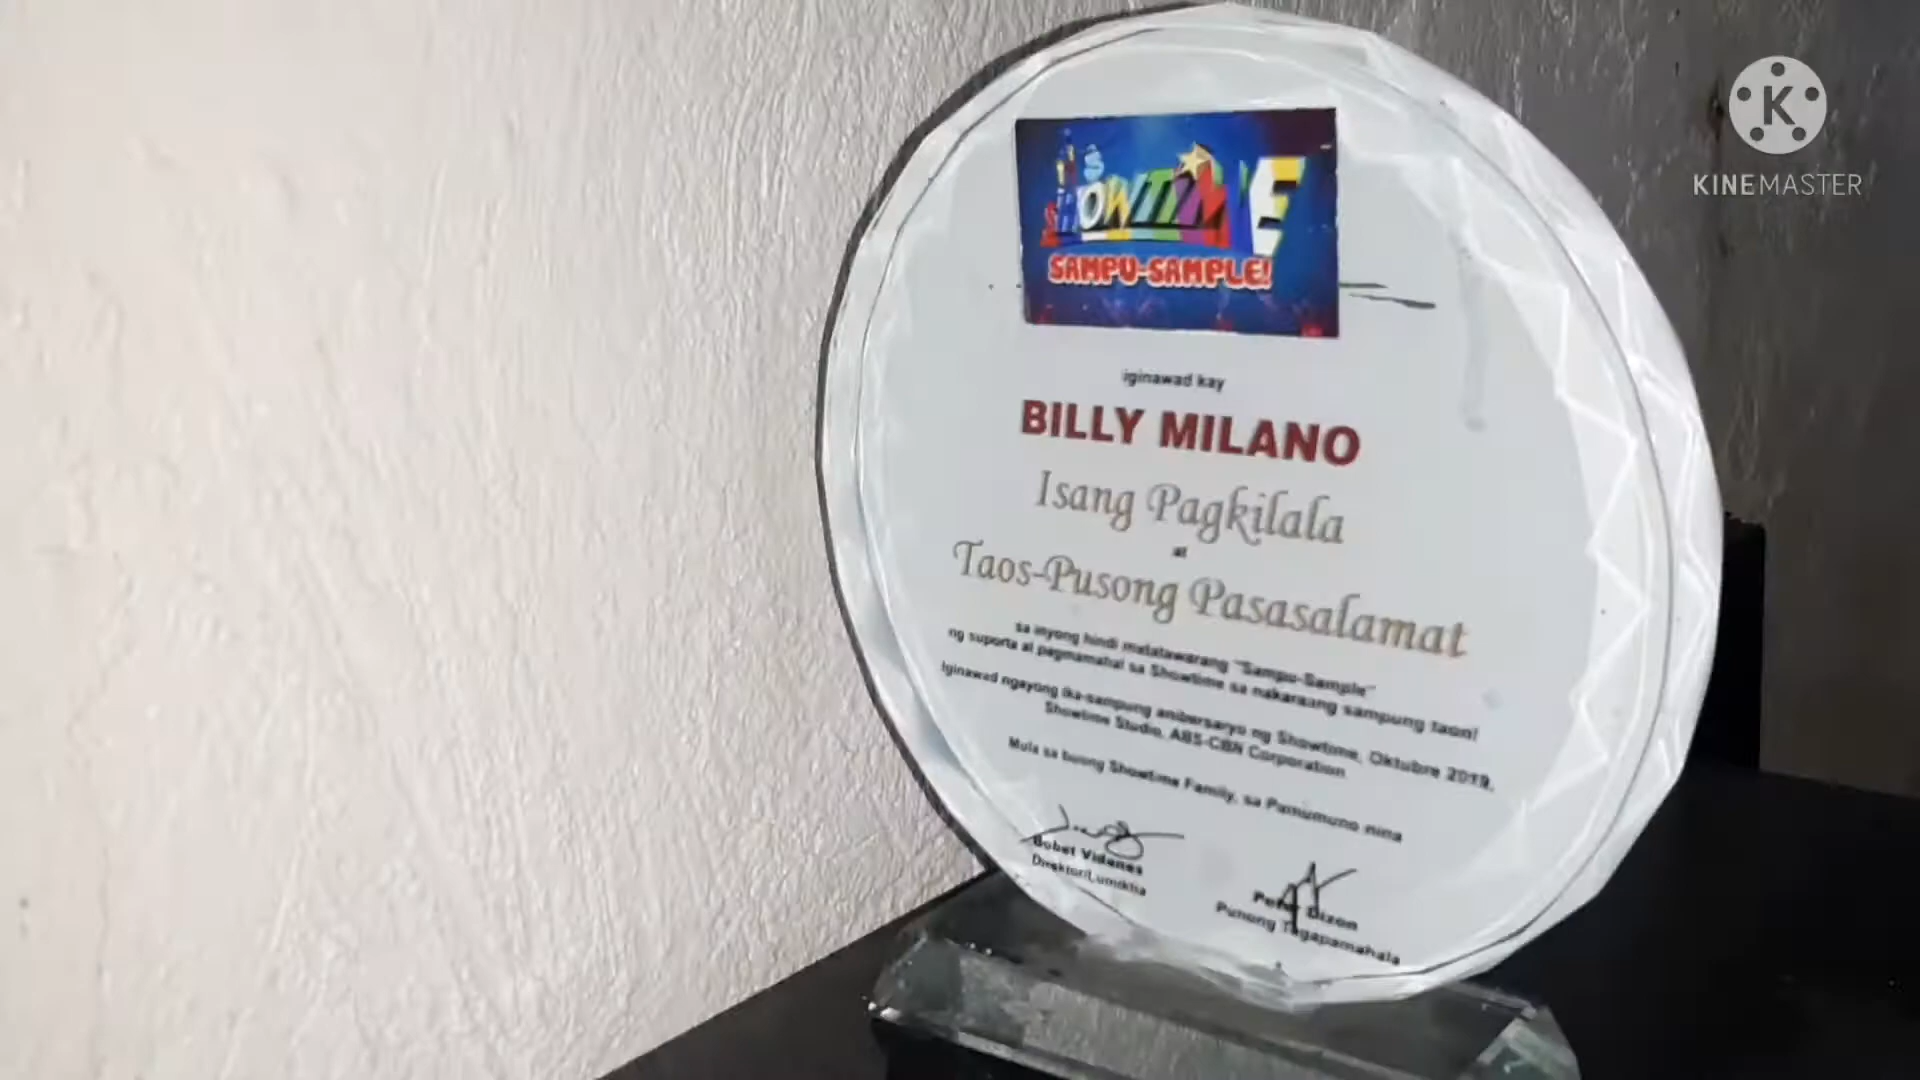 It's
SHOWTIME
SAMPU-SAMPLE!
K
KINEMASTER
iginawad kay
BILLY MILANO
Isang Pagkilala
at
Taos-Pusong Pasasalamat
sa inyong hindi matatawarang "Sampu-Sample"
ng suporta at pagmamahal sa Showtime sa nakaraang sampung taon!
Iginawad ngayong ika-sampung anibersaryo ng Showtime, Oktubre 2019,
Showtime Studio, ABS-CBN Corporation
Mula sa buong Showtime Family, sa Pamumuno nina
Bobet Vidanes
Direktor/Lumikha
Peter Dizon
Punong Tagapamahala